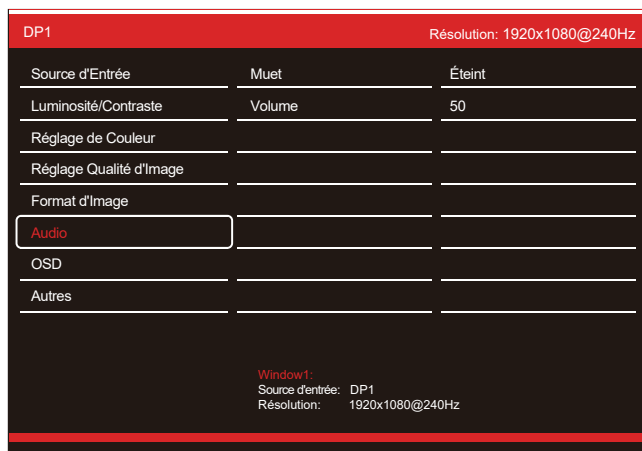 DP1 Résolution: 1920x1080@240Hz
Source d'Entrée Muet Éteint
Luminosité/Contraste Volume 50
Réglage de Couleur
Réglage Qualité d'Image
Format d'Image
Audio
OSD
Autres
Window1:
Source d'entrée: DP1
Résolution: 1920x1080@240Hz